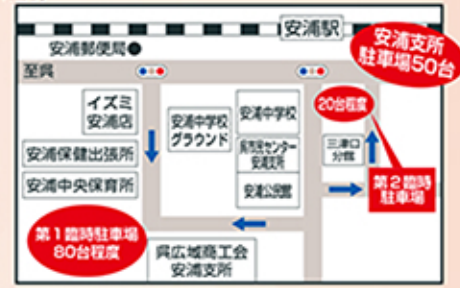 安浦駅
安浦支所
駐車場50台
安浦郵便局●
至呉
イズミ
安浦店
安浦中学校
グラウンド
安浦中学校
20台程度
安浦保健出張所
呉市民センター
安浦支所
三津口
分館
安浦中央保育所
安浦公民館
第2臨時
駐車場
第1臨時駐車場
80台程度
呉広域商工会
安浦支所